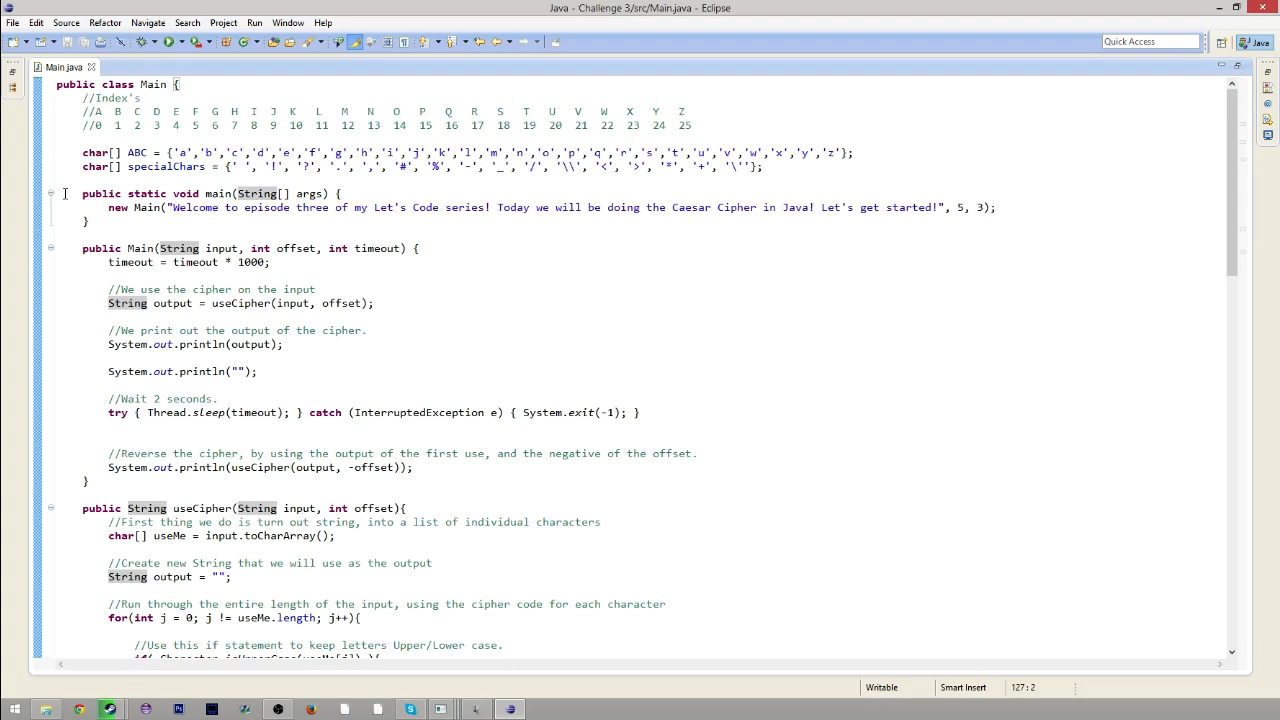 Java - Challenge 3/src/Main.java - Eclipse
File Edit Source Refactor Navigate Search Project Run Window Help
Quick Access
Java
Main.java
public class Main {
//Index's
//A B C D E F G H I J K L M N O P Q R S T U V W X Y Z
//0 1 2 3 4 5 6 7 8 9 10 11 12 13 14 15 16 17 18 19 20 21 22 23 24 25
char[] ABC = {'a','b','c','d','e','f','g','h','i','j','k','l','m','n','o','p','q','r','s','t','u','v','w','x','y','z'};
char[] specialChars = {' ', '!', '?', '.', ',', '#', '%', '-', '_', '/', '\\', '<', '>', '*', '+', '\''};
public static void main(String[] args) {
new Main("Welcome to episode three of my Let's Code series! Today we will be doing the Caesar Cipher in Java! Let's get started!", 5, 3);
}
public Main(String input, int offset, int timeout) {
timeout = timeout * 1000;
//We use the cipher on the input
String output = useCipher(input, offset);
//We print out the output of the cipher.
System.out.println(output);
System.out.println("");
//Wait 2 seconds.
try { Thread.sleep(timeout); } catch (InterruptedException e) { System.exit(-1); }
//Reverse the cipher, by using the output of the first use, and the negative of the offset.
System.out.println(useCipher(output, -offset));
}
public String useCipher(String input, int offset){
//First thing we do is turn out string, into a list of individual characters
char[] useMe = input.toCharArray();
//Create new String that we will use as the output
String output = "";
//Run through the entire length of the input, using the cipher code for each character
for(int j = 0; j != useMe.length; j++){
//Use this if statement to keep letters Upper/Lower case.
if( Character.isUpperCase(useMe[j]) ){
Writable Smart Insert 127 : 2